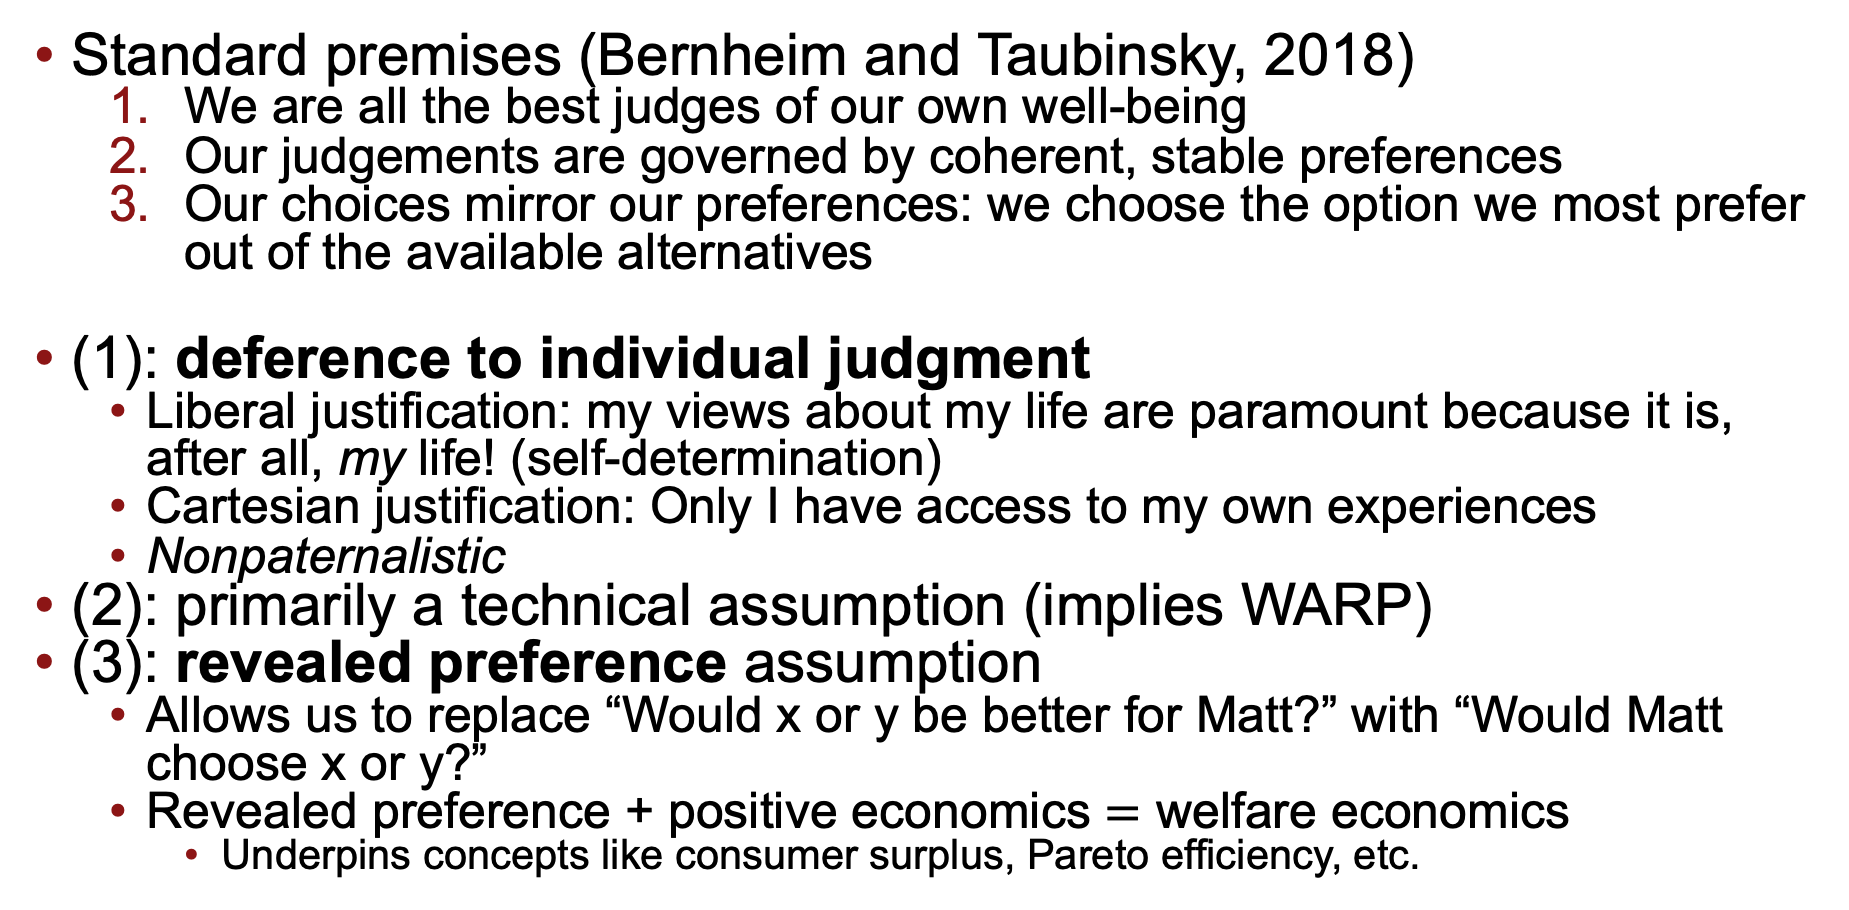 • Standard premises (Bernheim and Taubinsky, 2018)
1. We are all the best judges of our own well-being
2. Our judgements are governed by coherent, stable preferences
3. Our choices mirror our preferences: we choose the option we most prefer
out of the available alternatives
• (1): deference to individual judgment
• Liberal justification: my views about my life are paramount because it is,
after all, my life! (self-determination)
• Cartesian justification: Only I have access to my own experiences
• Nonpaternalistic
• (2): primarily a technical assumption (implies WARP)
• (3): revealed preference assumption
• Allows us to replace “Would x or y be better for Matt?” with “Would Matt
choose x or y?”
• Revealed preference + positive economics = welfare economics
• Underpins concepts like consumer surplus, Pareto efficiency, etc.